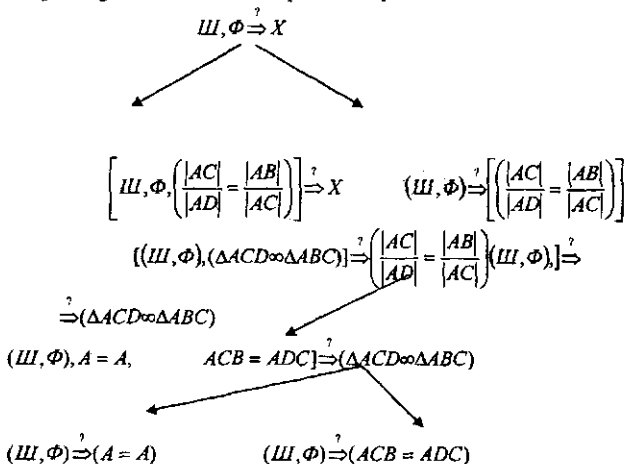 Ш,Ф ?⇒ X
[Ш,Ф,(|AC|/|AD| = |AB|/|AC|)] ?⇒ X (Ш,Ф) ?⇒ [(|AC|/|AD| = |AB|/|AC|)]
[(Ш,Ф),(ΔACD∞ΔABC)] ?⇒ (|AC|/|AD| = |AB|/|AC|)(Ш,Ф),] ?⇒
?⇒ (ΔACD∞ΔABC)
(Ш,Ф), A = A, ACB = ADC] ?⇒ (ΔACD∞ΔABC)
(Ш,Ф) ?⇒ (A = A) (Ш,Ф) ?⇒ (ACB = ADC)